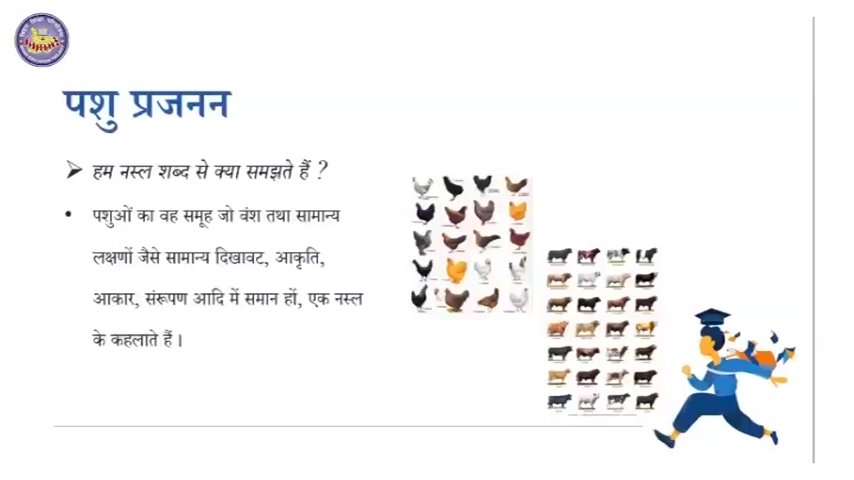 पशु प्रजनन
➤ हम नस्ल शब्द से क्या समझते हैं ?
• पशुओं का वह समूह जो वंश तथा सामान्य
लक्षणों जैसे सामान्य दिखावट, आकृति,
आकार, संरूपण आदि में समान हों, एक नस्ल
के कहलाते हैं ।